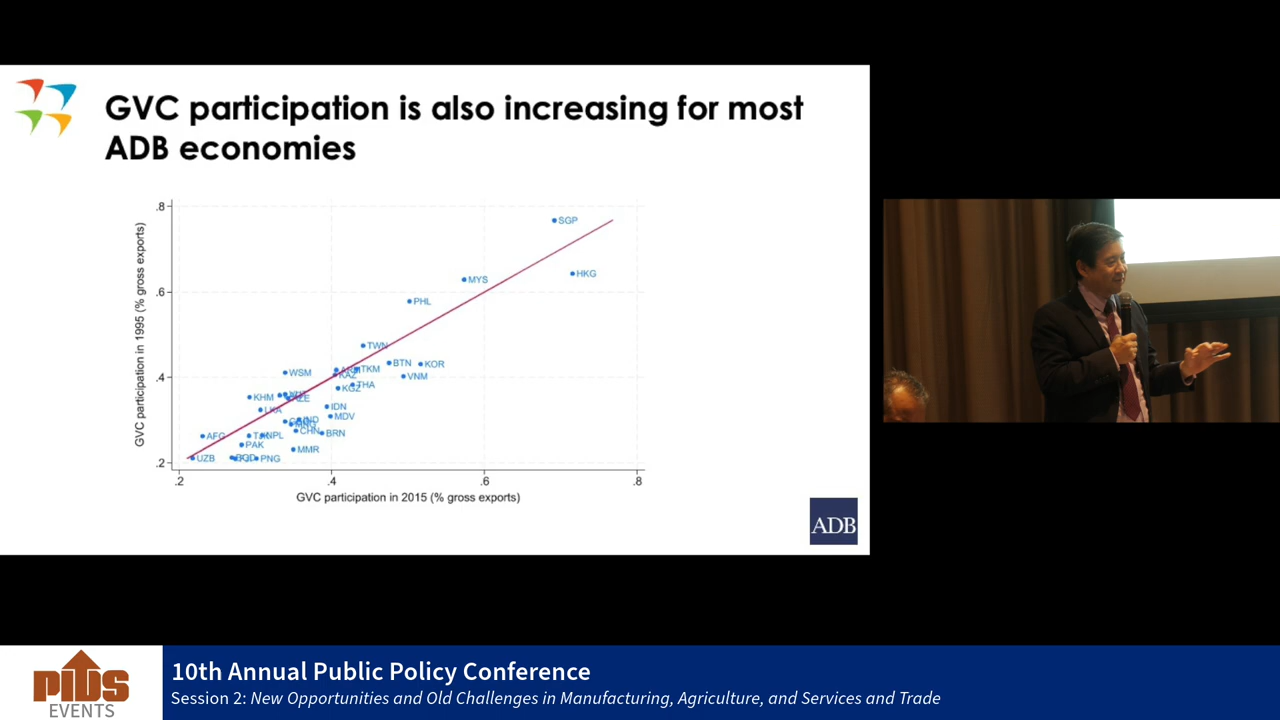 GVC participation is also increasing for most
ADB economies
GVC participation in 1995 (% gross exports)
.8
.6
.4
.2
SGP
HKG
MYS
PHL
TWN
BTN
KOR
TKM
KAZ
VNM
WSM
KGZ
THA
KHM
LKA
IDN
MDV
IND
CHN
BRN
AFG
NPL
PAK
MMR
UZB
PNG
.2
.4
.6
.8
GVC participation in 2015 (% gross exports)
ADB
PIDS
EVENTS
10th Annual Public Policy Conference
Session 2: New Opportunities and Old Challenges in Manufacturing, Agriculture, and Services and Trade